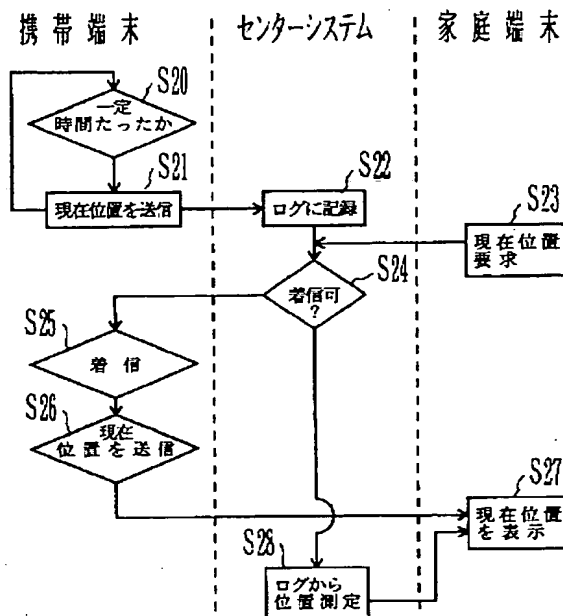 携帯端末
センターシステム
家庭端末
S20
一定
時間たったか
S21
現在位置を送信
S22
ログに記録
S23
現在位置
要求
S24
着信可
?
S25
着信
S26
現在
位置を送信
S27
現在位置
を表示
S28
ログから
位置測定